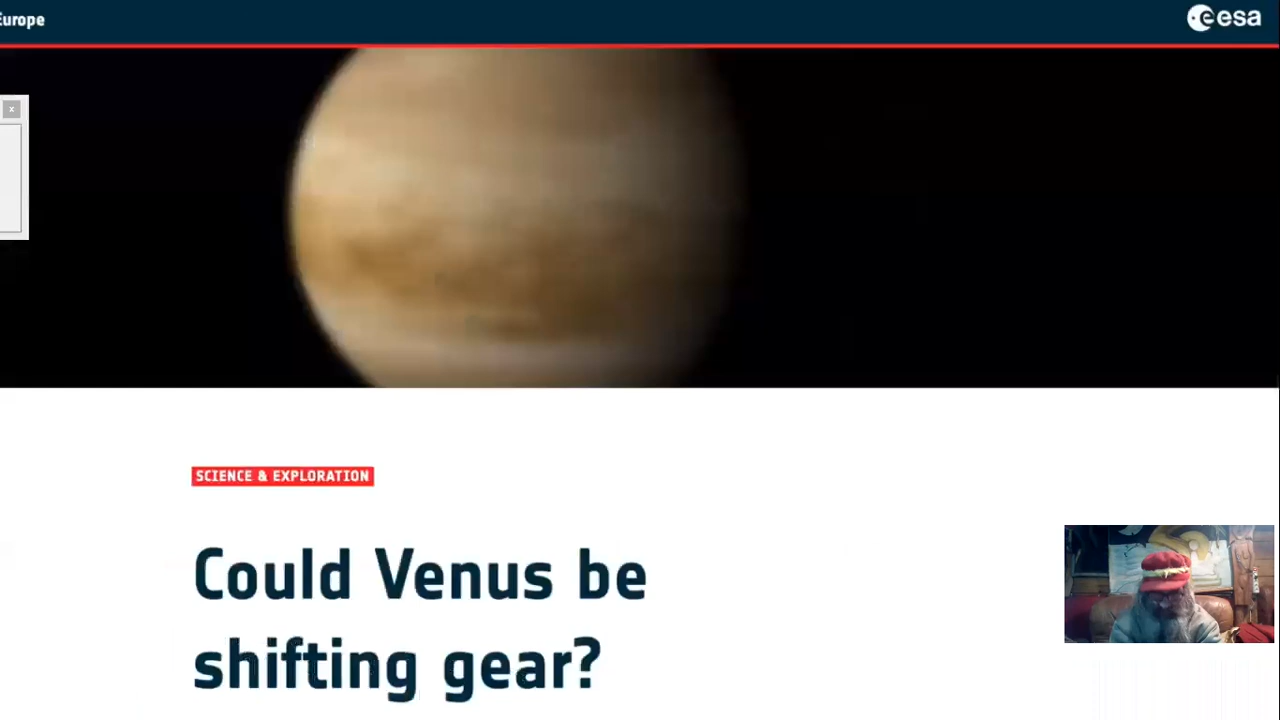 Europe
esa
x
SCIENCE & EXPLORATION
Could Venus be
shifting gear?